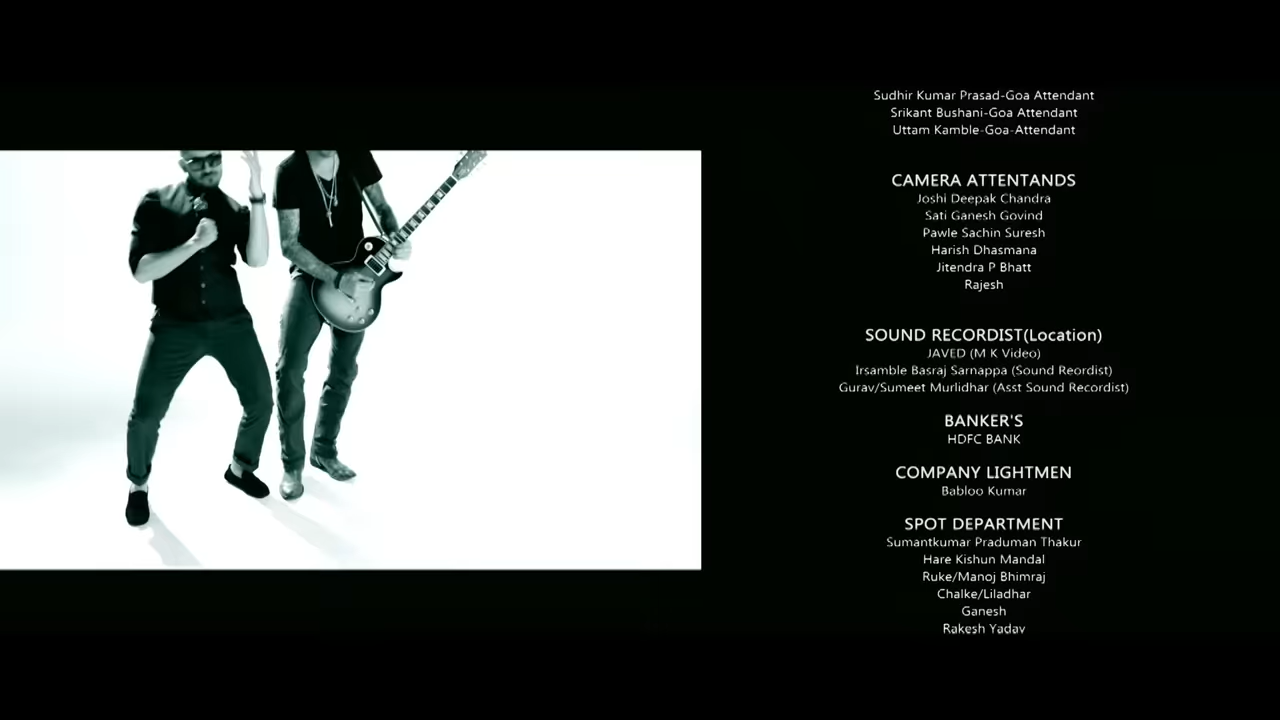 Sudhir Kumar Prasad-Goa Attendant
Srikant Bushani-Goa Attendant
Uttam Kamble-Goa-Attendant
CAMERA ATTENTANDS
Joshi Deepak Chandra
Sati Ganesh Govind
Pawle Sachin Suresh
Harish Dhasmana
Jitendra P Bhatt
Rajesh
SOUND RECORDIST(Location)
JAVED (M K Video)
Irsamble Basraj Sarnappa (Sound Reordist)
Gurav/Sumeet Murlidhar (Asst Sound Recordist)
BANKER'S
HDFC BANK
COMPANY LIGHTMEN
Babloo Kumar
SPOT DEPARTMENT
Sumantkumar Praduman Thakur
Hare Kishun Mandal
Ruke/Manoj Bhimraj
Chalke/Liladhar
Ganesh
Rakesh Yadav